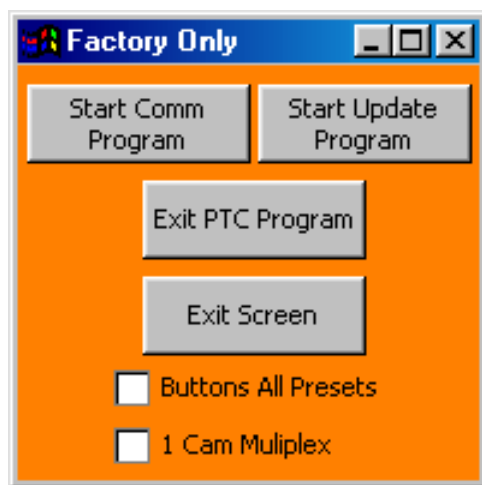 Factory Only
Start Comm Start Update
Program Program
Exit PTC Program
Exit Screen
Buttons All Presets
1 Cam Muliplex